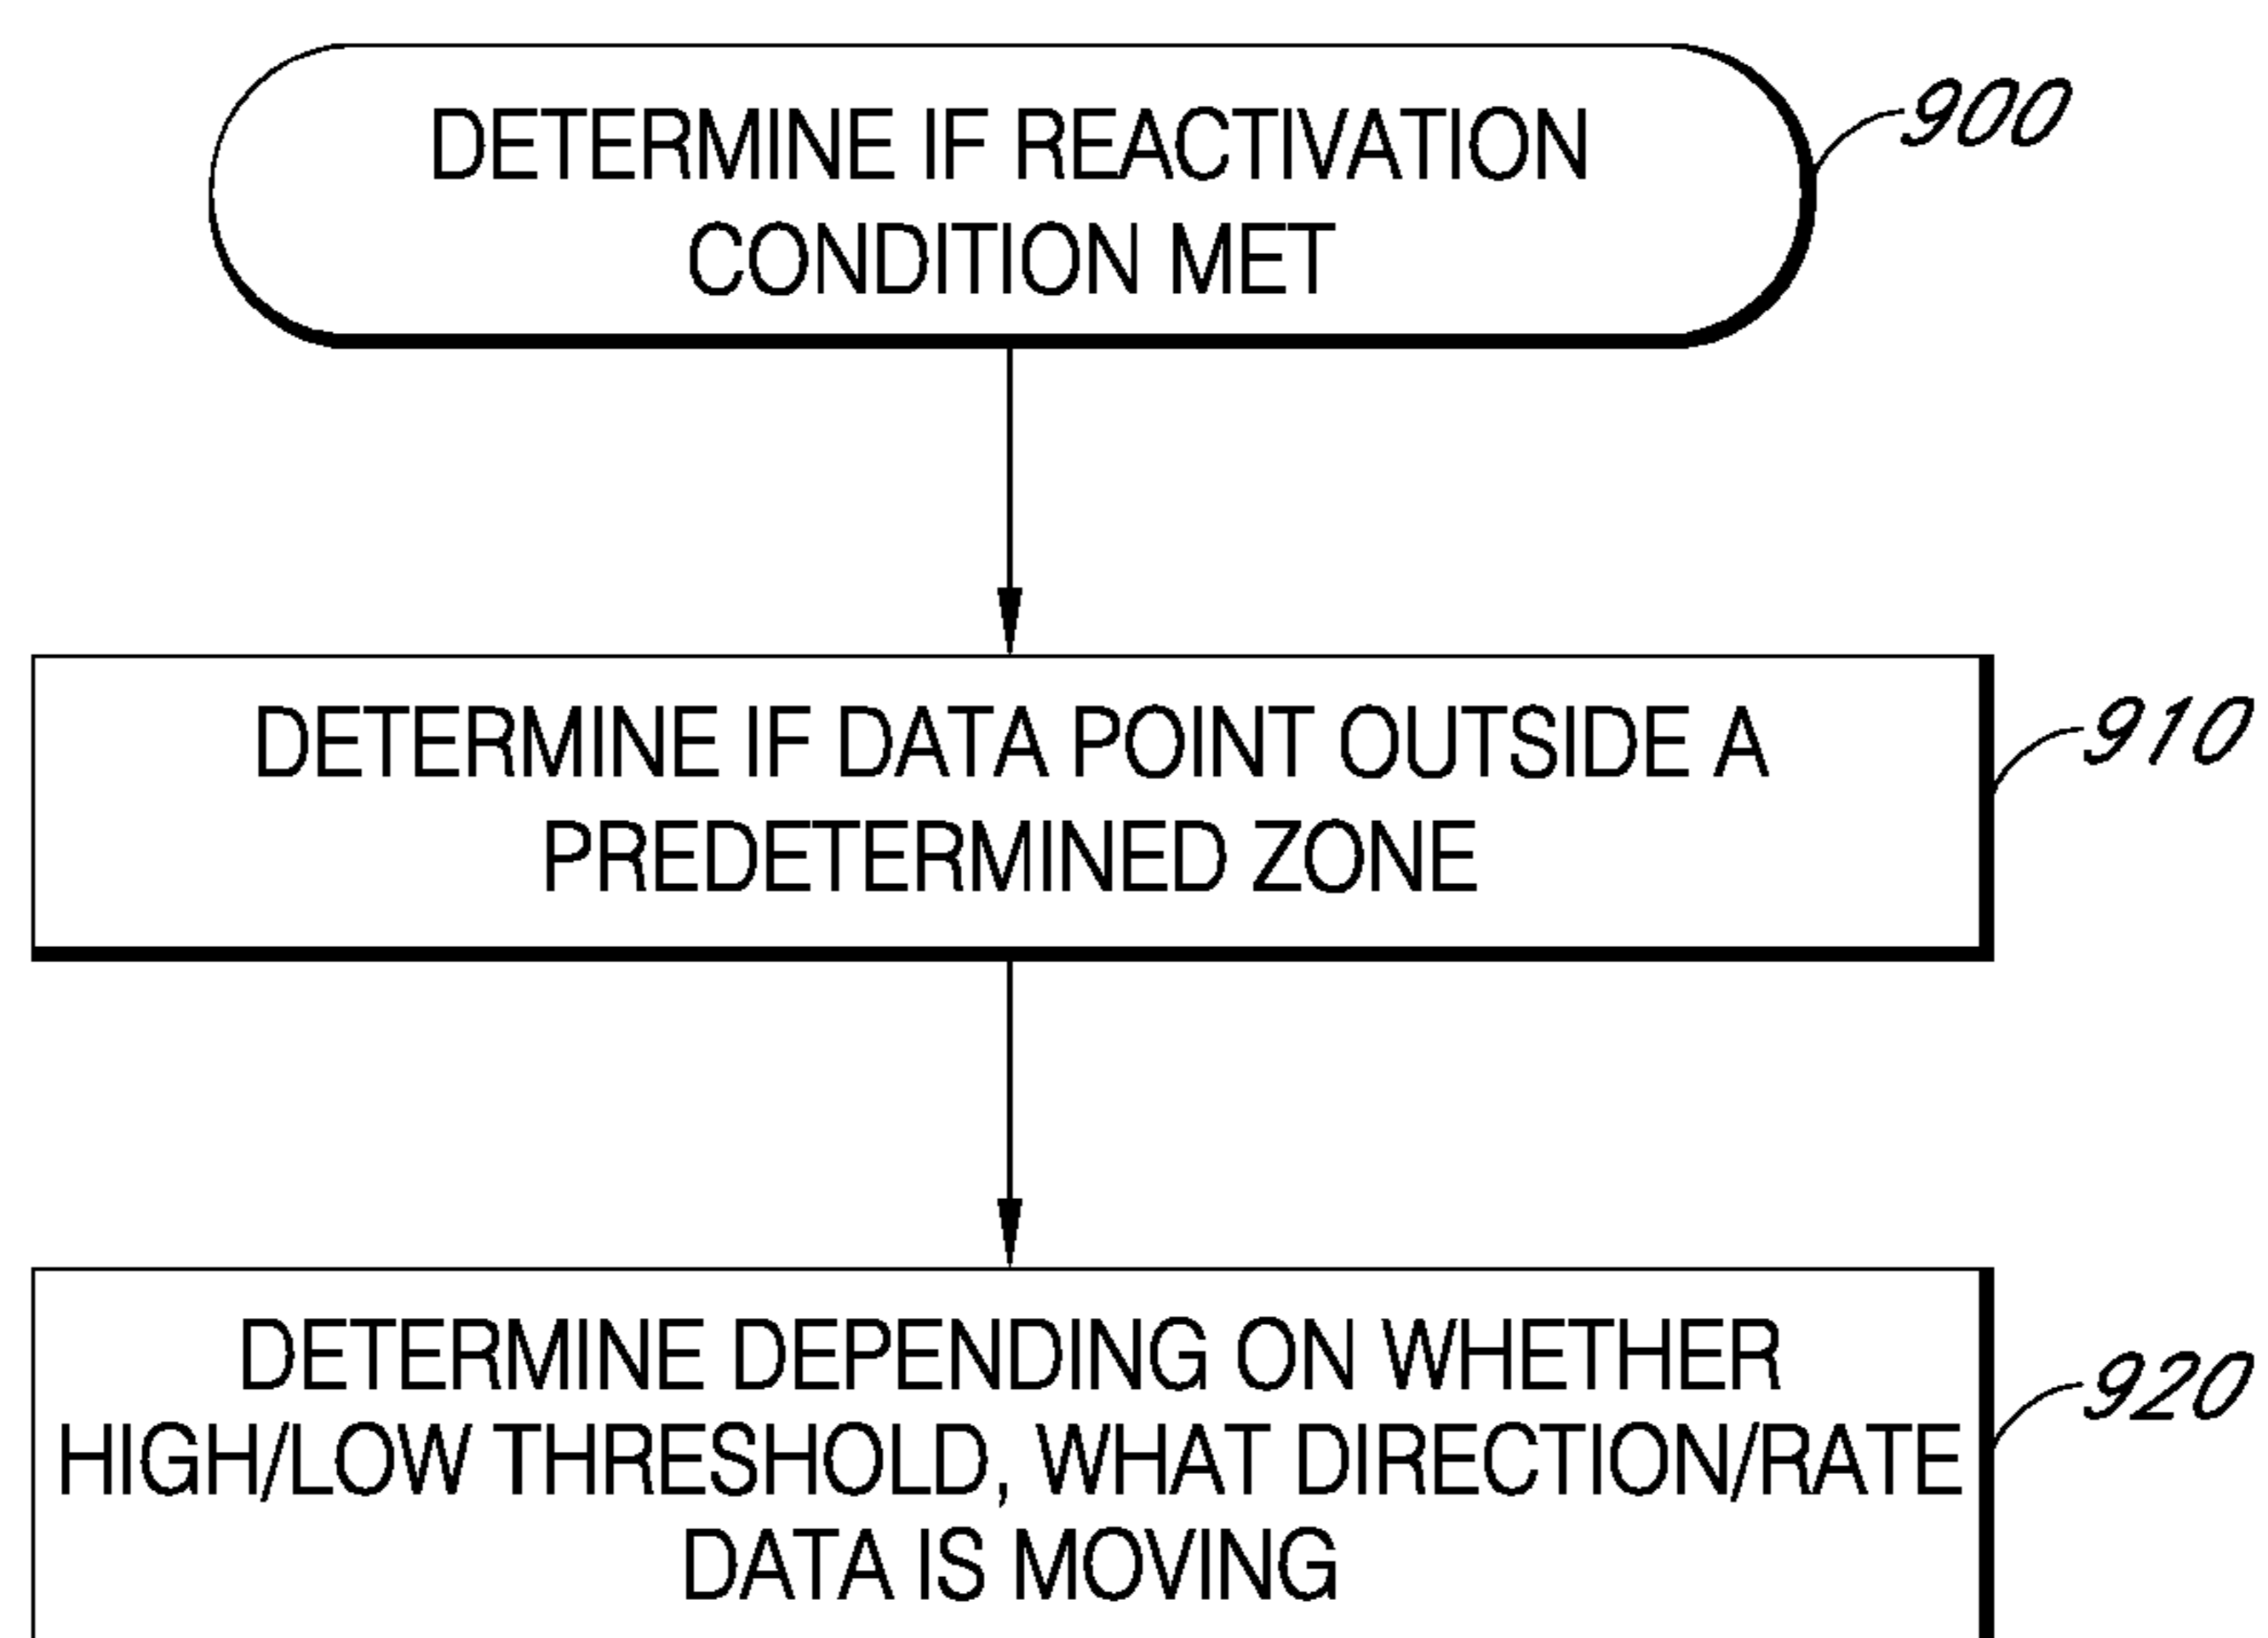 DETERMINE IF REACTIVATION
CONDITION MET
900
DETERMINE IF DATA POINT OUTSIDE A
PREDETERMINED ZONE
910
DETERMINE DEPENDING ON WHETHER
HIGH/LOW THRESHOLD, WHAT DIRECTION/RATE
DATA IS MOVING
920